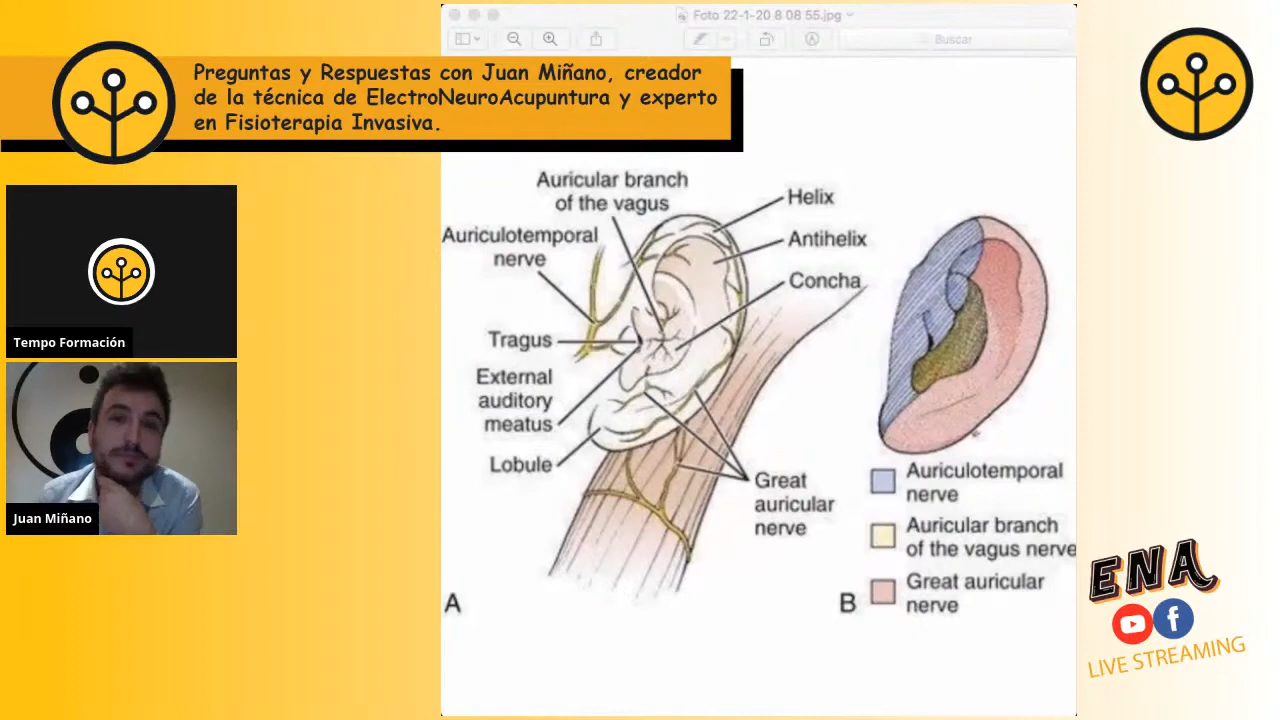 Foto 22-1-20 8 08 55.jpg
Buscar
Preguntas y Respuestas con Juan Miñano, creador
de la técnica de ElectroNeuroAcupuntura y experto
en Fisioterapia Invasiva.
Tempo Formación
Juan Miñano
Auricular branch
of the vagus
Auriculotemporal
nerve
Tragus
External
auditory
meatus
Lobule
Helix
Antihelix
Concha
Great
auricular
nerve
A
B
Auriculotemporal
nerve
Auricular branch
of the vagus nerve
Great auricular
nerve
ENA
LIVE STREAMING